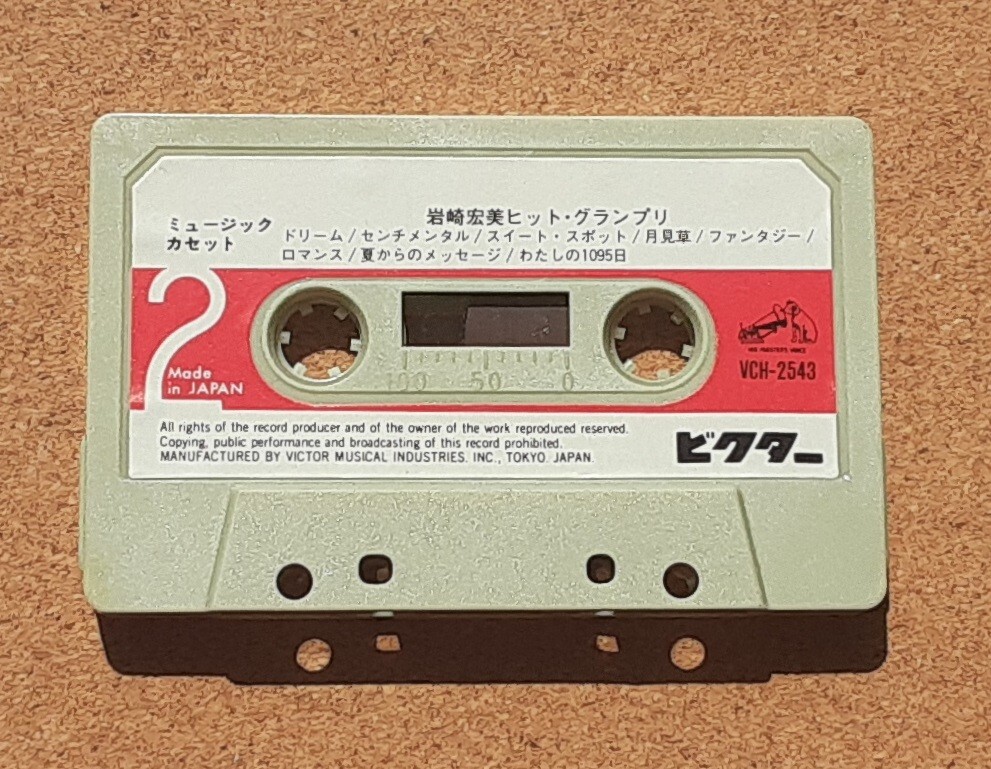 岩崎宏美ヒット・グランプリ
ミュージック
カセット
ドリーム/センチメンタル/スイート・スポット/月見草/ファンタジー/
ロマンス/夏からのメッセージ/わたしの1095日
2
Made
in JAPAN
100 50 0
HIS MASTER'S VOICE
VCH-2543
All rights of the record producer and of the owner of the work reproduced reserved.
Copying, public performance and broadcasting of this record prohibited.
MANUFACTURED BY VICTOR MUSICAL INDUSTRIES. INC., TOKYO. JAPAN.
ビクター